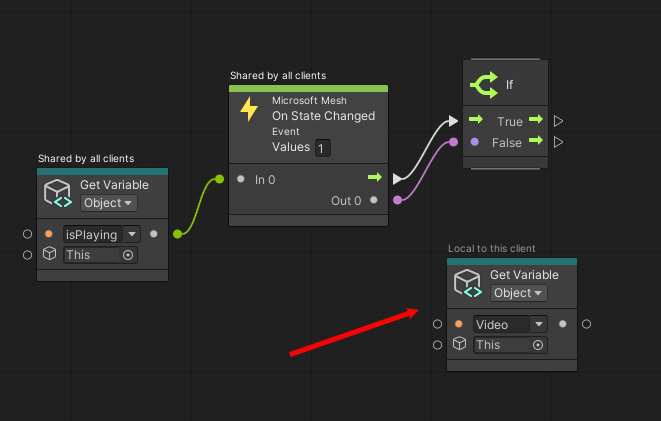 Shared by all clients
Get Variable
Object
isPlaying
This
Shared by all clients
Microsoft Mesh
On State Changed
Event
Values 1
In 0
Out 0
If
True
False
Local to this client
Get Variable
Object
Video
This